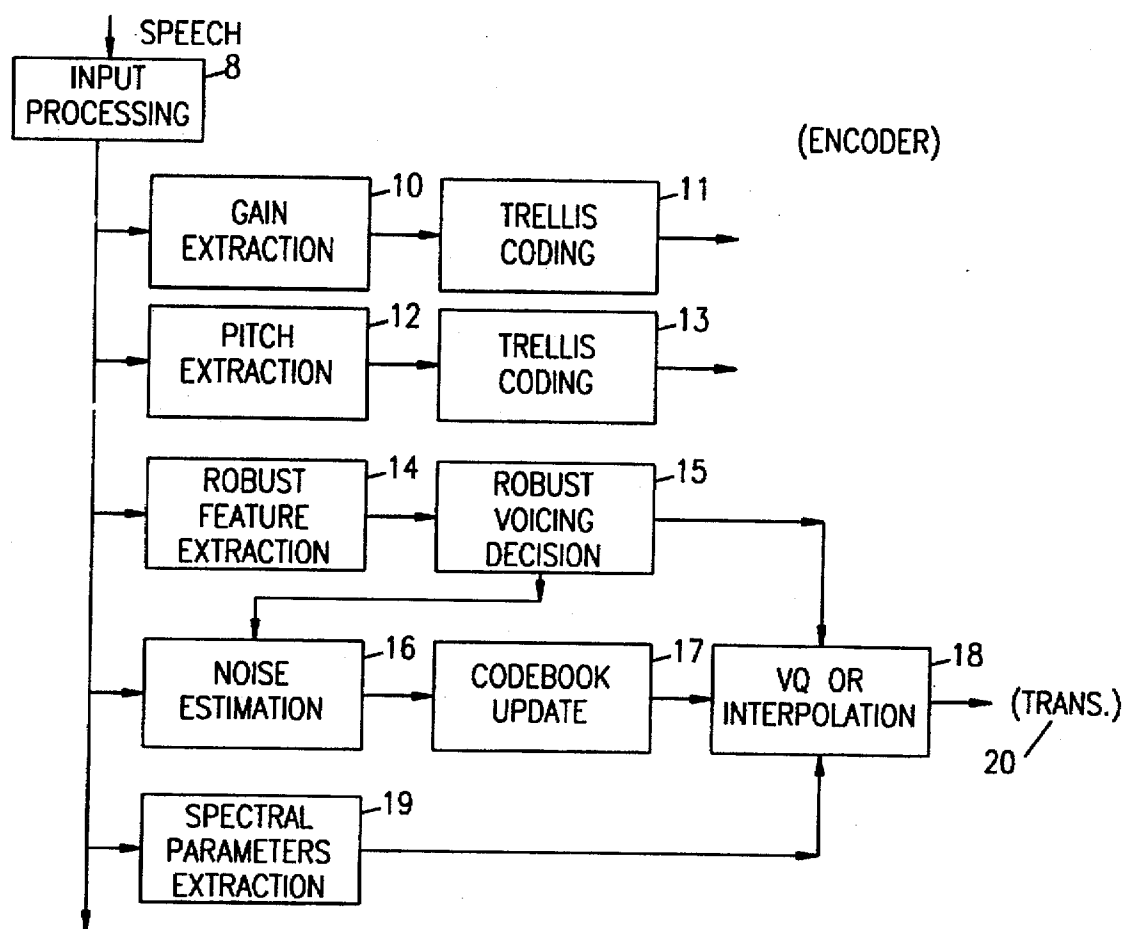 SPEECH
INPUT
PROCESSING
8
(ENCODER)
GAIN
EXTRACTION
10
TRELLIS
CODING
11
PITCH
EXTRACTION
12
TRELLIS
CODING
13
ROBUST
FEATURE
EXTRACTION
14
ROBUST
VOICING
DECISION
15
NOISE
ESTIMATION
16
CODEBOOK
UPDATE
17
VQ OR
INTERPOLATION
18
(TRANS.)
20
SPECTRAL
PARAMETERS
EXTRACTION
19